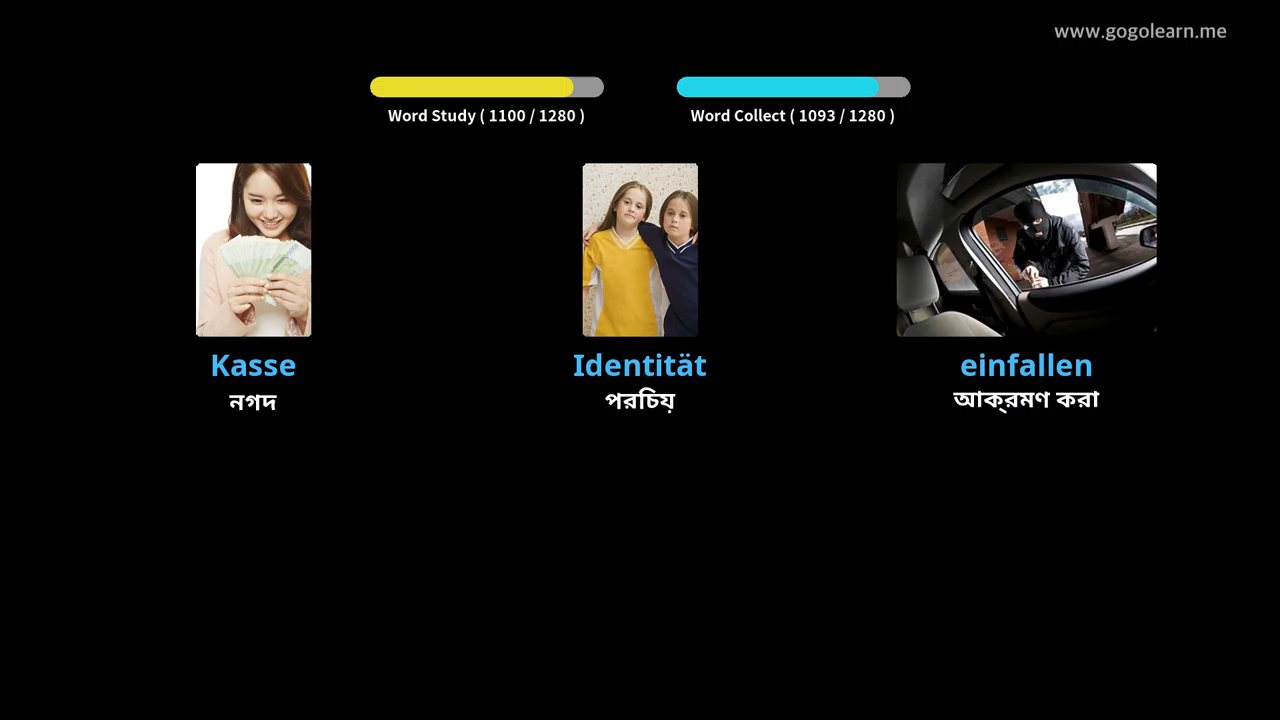 www.gogolearn.me
Word Study ( 1100 / 1280 )
Word Collect ( 1093 / 1280 )
Kasse
নগদ
Identität
পরিচিয়
einfallen
আক্রমণ করা